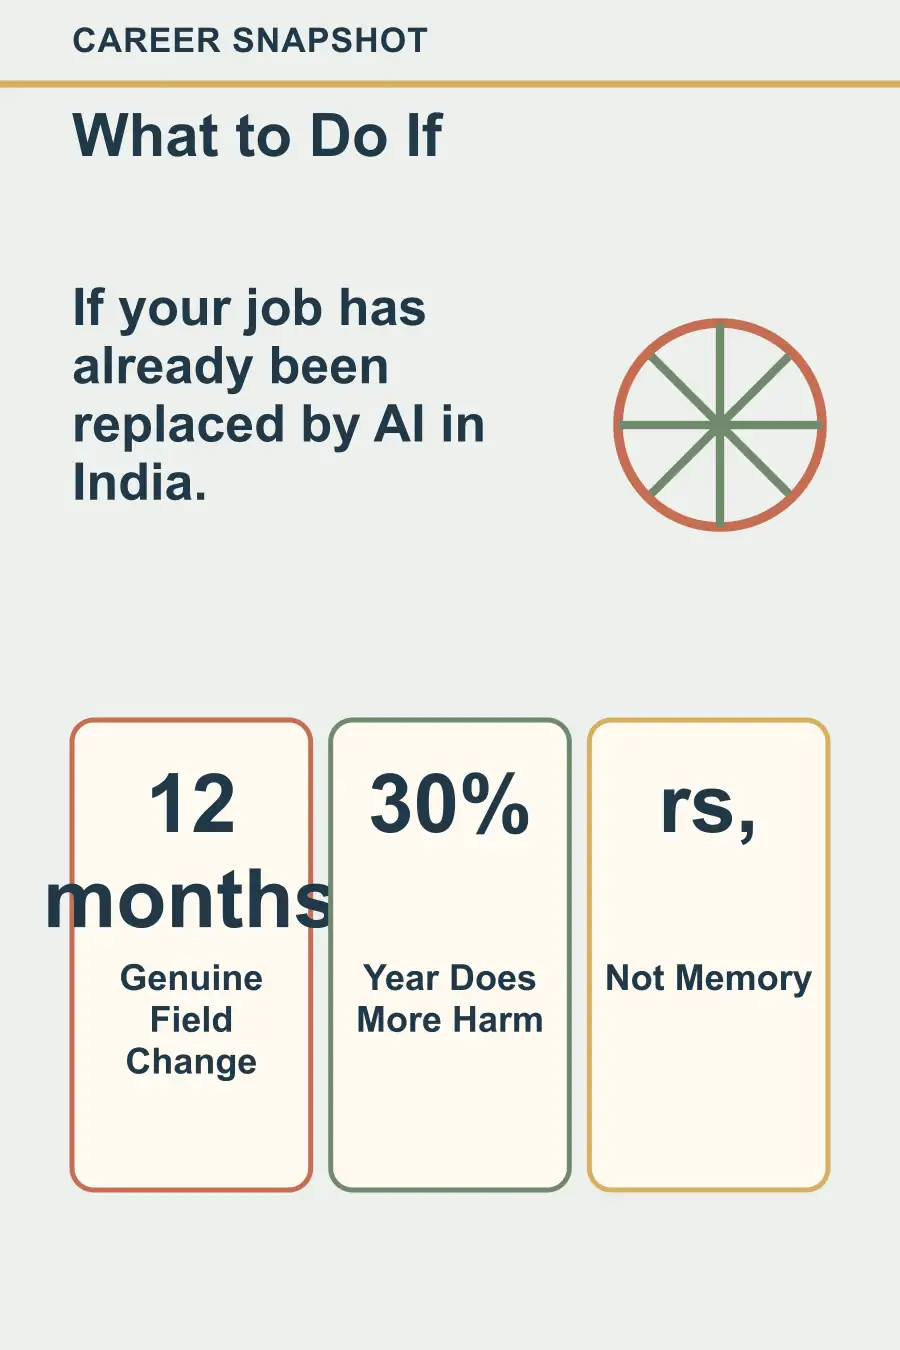 CAREER SNAPSHOT
What to Do If
If your job has
already been
replaced by AI in
India.
12
months
Genuine
Field
Change
30%
Year Does
More Harm
rs,
Not Memory